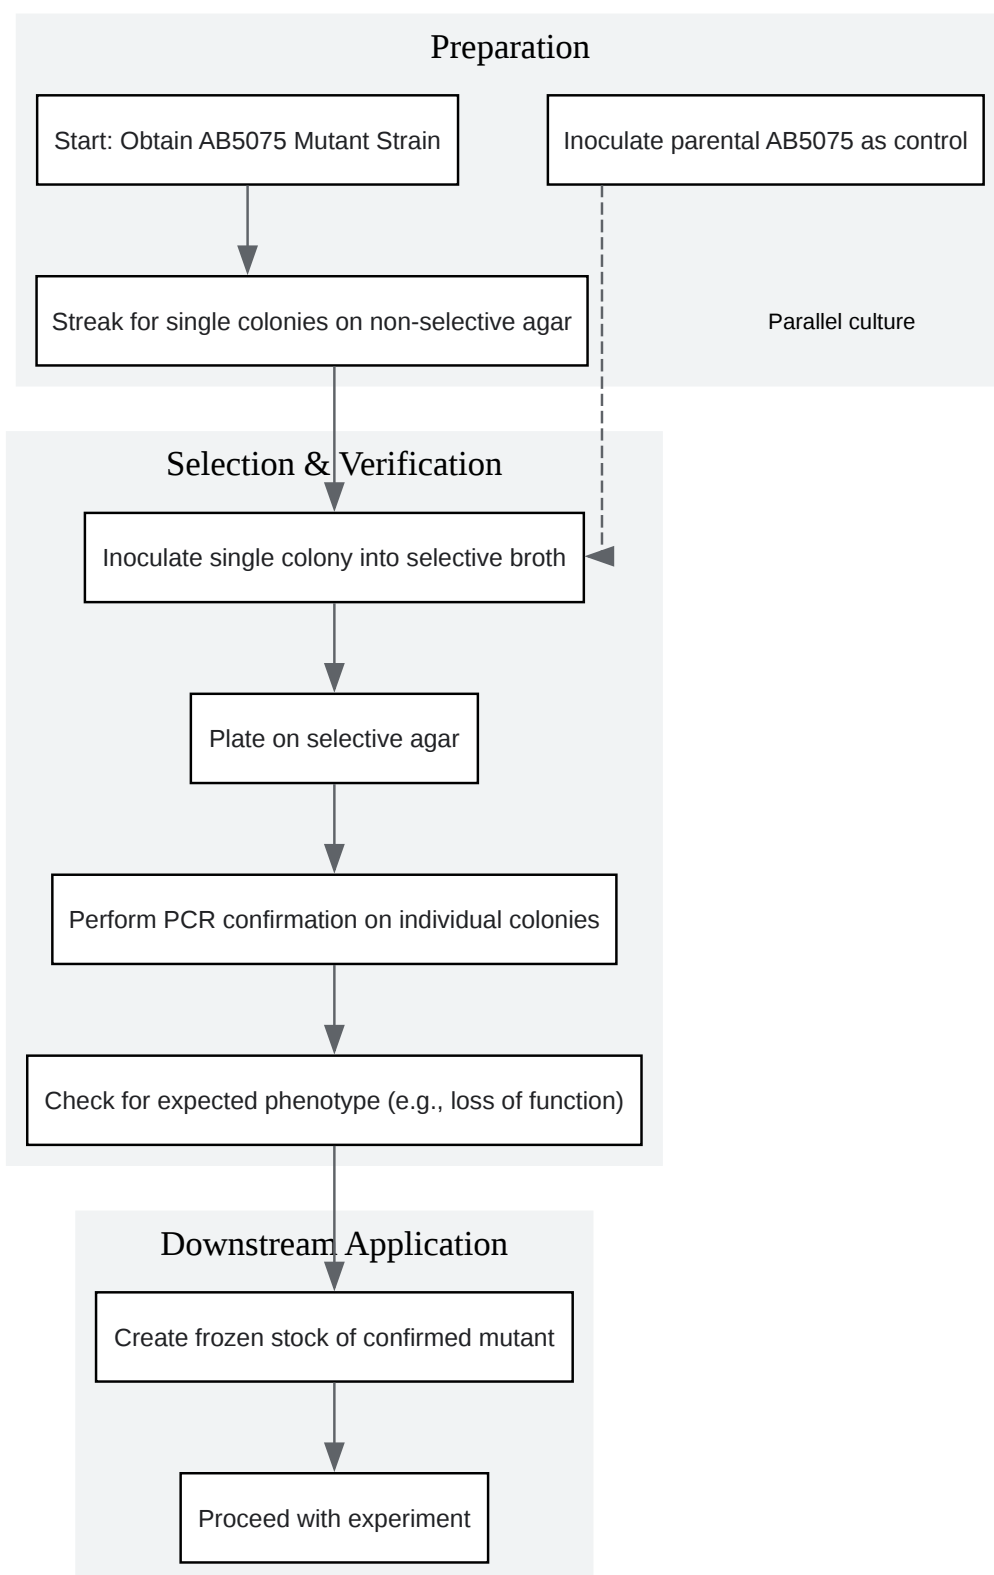 Preparation
Start: Obtain AB5075 Mutant Strain
Inoculate parental AB5075 as control
Streak for single colonies on non-selective agar
Parallel culture
Selection & Verification
Inoculate single colony into selective broth
Plate on selective agar
Perform PCR confirmation on individual colonies
Check for expected phenotype (e.g., loss of function)
Downstream Application
Create frozen stock of confirmed mutant
Proceed with experiment